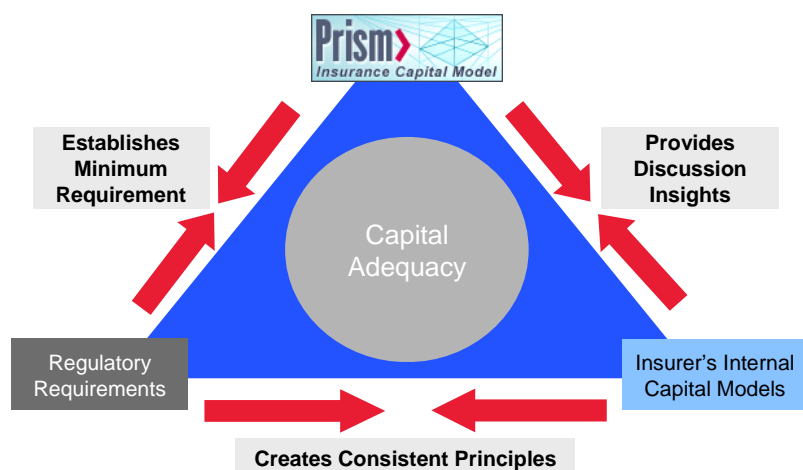 Prism>
Insurance Capital Model
Establishes
Minimum
Requirement
Provides
Discussion
Insights
Capital
Adequacy
Regulatory
Requirements
Insurer's Internal
Capital Models
Creates Consistent Principles